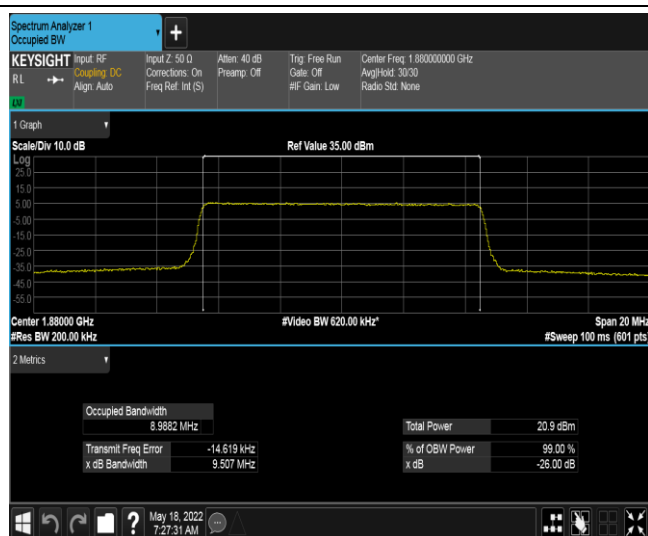 Spectrum Analyzer 1
Occupied BW
+
KEYSIGHT Input: RF Input Z: 50 Ω Atten: 40 dB Trig: Free Run Center Freq: 1.880000000 GHz
RL Coupling: DC Corrections: On Preamp: Off Gate: Off Avg|Hold: 30/30
Align: Auto Freq Ref: Int (S) #IF Gain: Low Radio Std: None
1 Graph
Scale/Div 10.0 dB Ref Value 35.00 dBm
Log
25.0
15.0
5.00
-5.00
-15.0
-25.0
-35.0
-45.0
-55.0
Center 1.88000 GHz #Video BW 620.00 kHz* Span 20 MHz
#Res BW 200.00 kHz #Sweep 100 ms (601 pts)
2 Metrics
Occupied Bandwidth
8.9882 MHz Total Power 20.9 dBm
Transmit Freq Error -14.619 kHz % of OBW Power 99.00 %
x dB Bandwidth 9.507 MHz x dB -26.00 dB
? May 18, 2022
7:27:31 AM